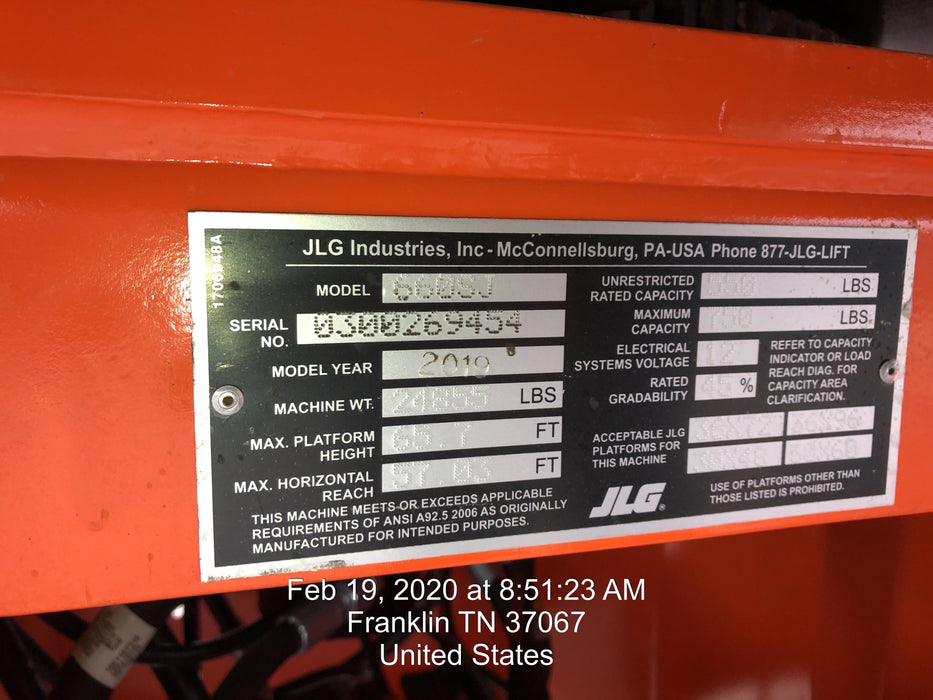 JLG Industries, Inc - McConnellsburg, PA-USA Phone 877-JLG-LIFT
1706948A
MODEL 660SJ
SERIAL NO. 0300269454
MODEL YEAR 2019
MACHINE WT. 24855 LBS
MAX. PLATFORM HEIGHT 65.7 FT
MAX. HORIZONTAL REACH 57.03 FT
THIS MACHINE MEETS OR EXCEEDS APPLICABLE
REQUIREMENTS OF ANSI A92.5 2006 AS ORIGINALLY
MANUFACTURED FOR INTENDED PURPOSES.
UNRESTRICTED RATED CAPACITY 550 LBS
MAXIMUM CAPACITY 750 LBS
ELECTRICAL SYSTEMS VOLTAGE 12
RATED GRADABILITY 45 %
REFER TO CAPACITY
INDICATOR OR LOAD
REACH DIAG. FOR
CAPACITY AREA
CLARIFICATION.
ACCEPTABLE JLG
PLATFORMS FOR
THIS MACHINE
36X72 36X96
JLG
USE OF PLATFORMS OTHER THAN
THOSE LISTED IS PROHIBITED.
Feb 19, 2020 at 8:51:23 AM
Franklin TN 37067
United States